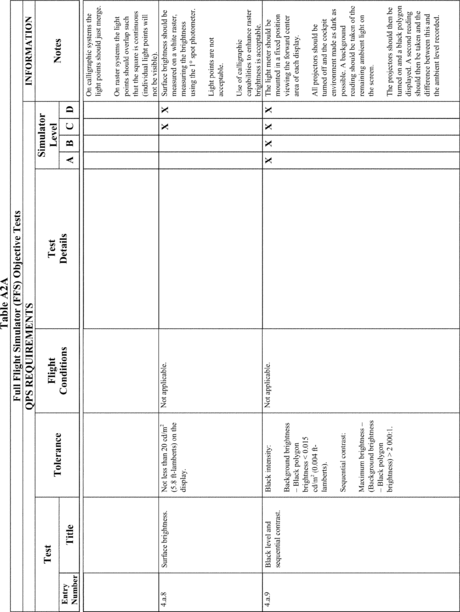 Table A2A
Full Flight Simulator (FFS) Objective Tests
QPS REQUIREMENTS
INFORMATION
Test
Tolerance
Flight
Conditions
Test
Details
Simulator
Level
Notes
Entry
Number
Title
A B C D
On calligraphic systems the
light points should just merge.
On raster systems the light
points should overlap such
that the square is continuous
(individual light points will
not be visible).
4.a.8
Surface brightness.
Not less than 20 cd/m²
(5.8 ft-lamberts) on the
display.
Not applicable.
X X
Surface brightness should be
measured on a white raster,
measuring the brightness
using the 1° spot photometer.
Light points are not
acceptable.
Use of calligraphic
capabilities to enhance raster
brightness is acceptable.
4.a.9
Black level and
sequential contrast.
Black intensity:
Background brightness
– Black polygon
brightness < 0.015
cd/m² (0.004 ft-
lamberts).
Sequential contrast:
Maximum brightness –
(Background brightness
– Black polygon
brightness) > 2 000:1.
Not applicable.
X X X X
The light meter should be
mounted in a fixed position
viewing the forward center
area of each display.
All projectors should be
turned off and the cockpit
environment made as dark as
possible. A background
reading should be taken of the
remaining ambient light on
the screen.
The projectors should then be
turned on and a black polygon
displayed. A second reading
should then be taken and the
difference between this and
the ambient level recorded.